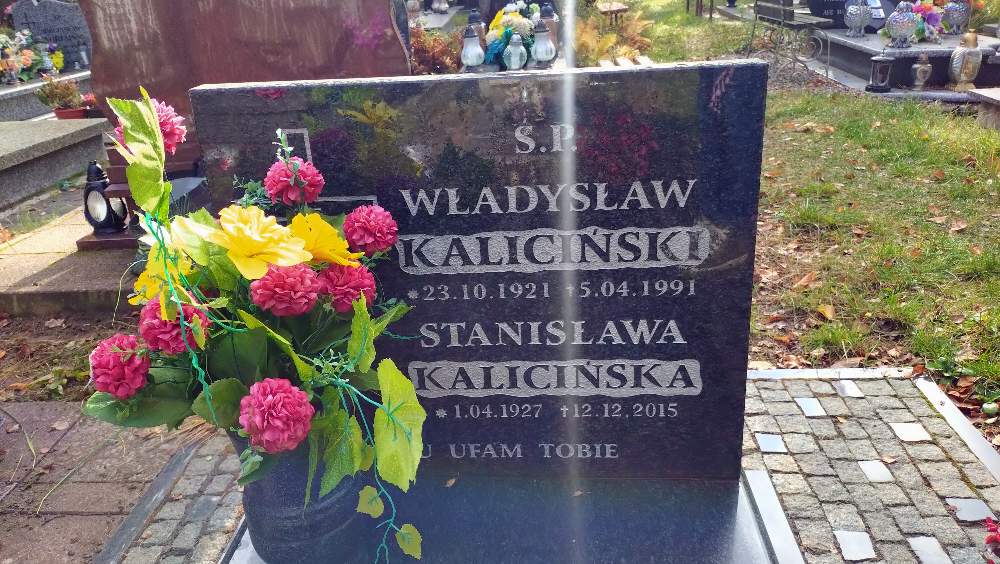 Ś.P.
WŁADYSŁAW
KALICIŃSKI
*23.10.1921 †5.04.1991
STANISŁAWA
KALICIŃSKA
*1.04.1927 †12.12.2015
UFAM TOBIE